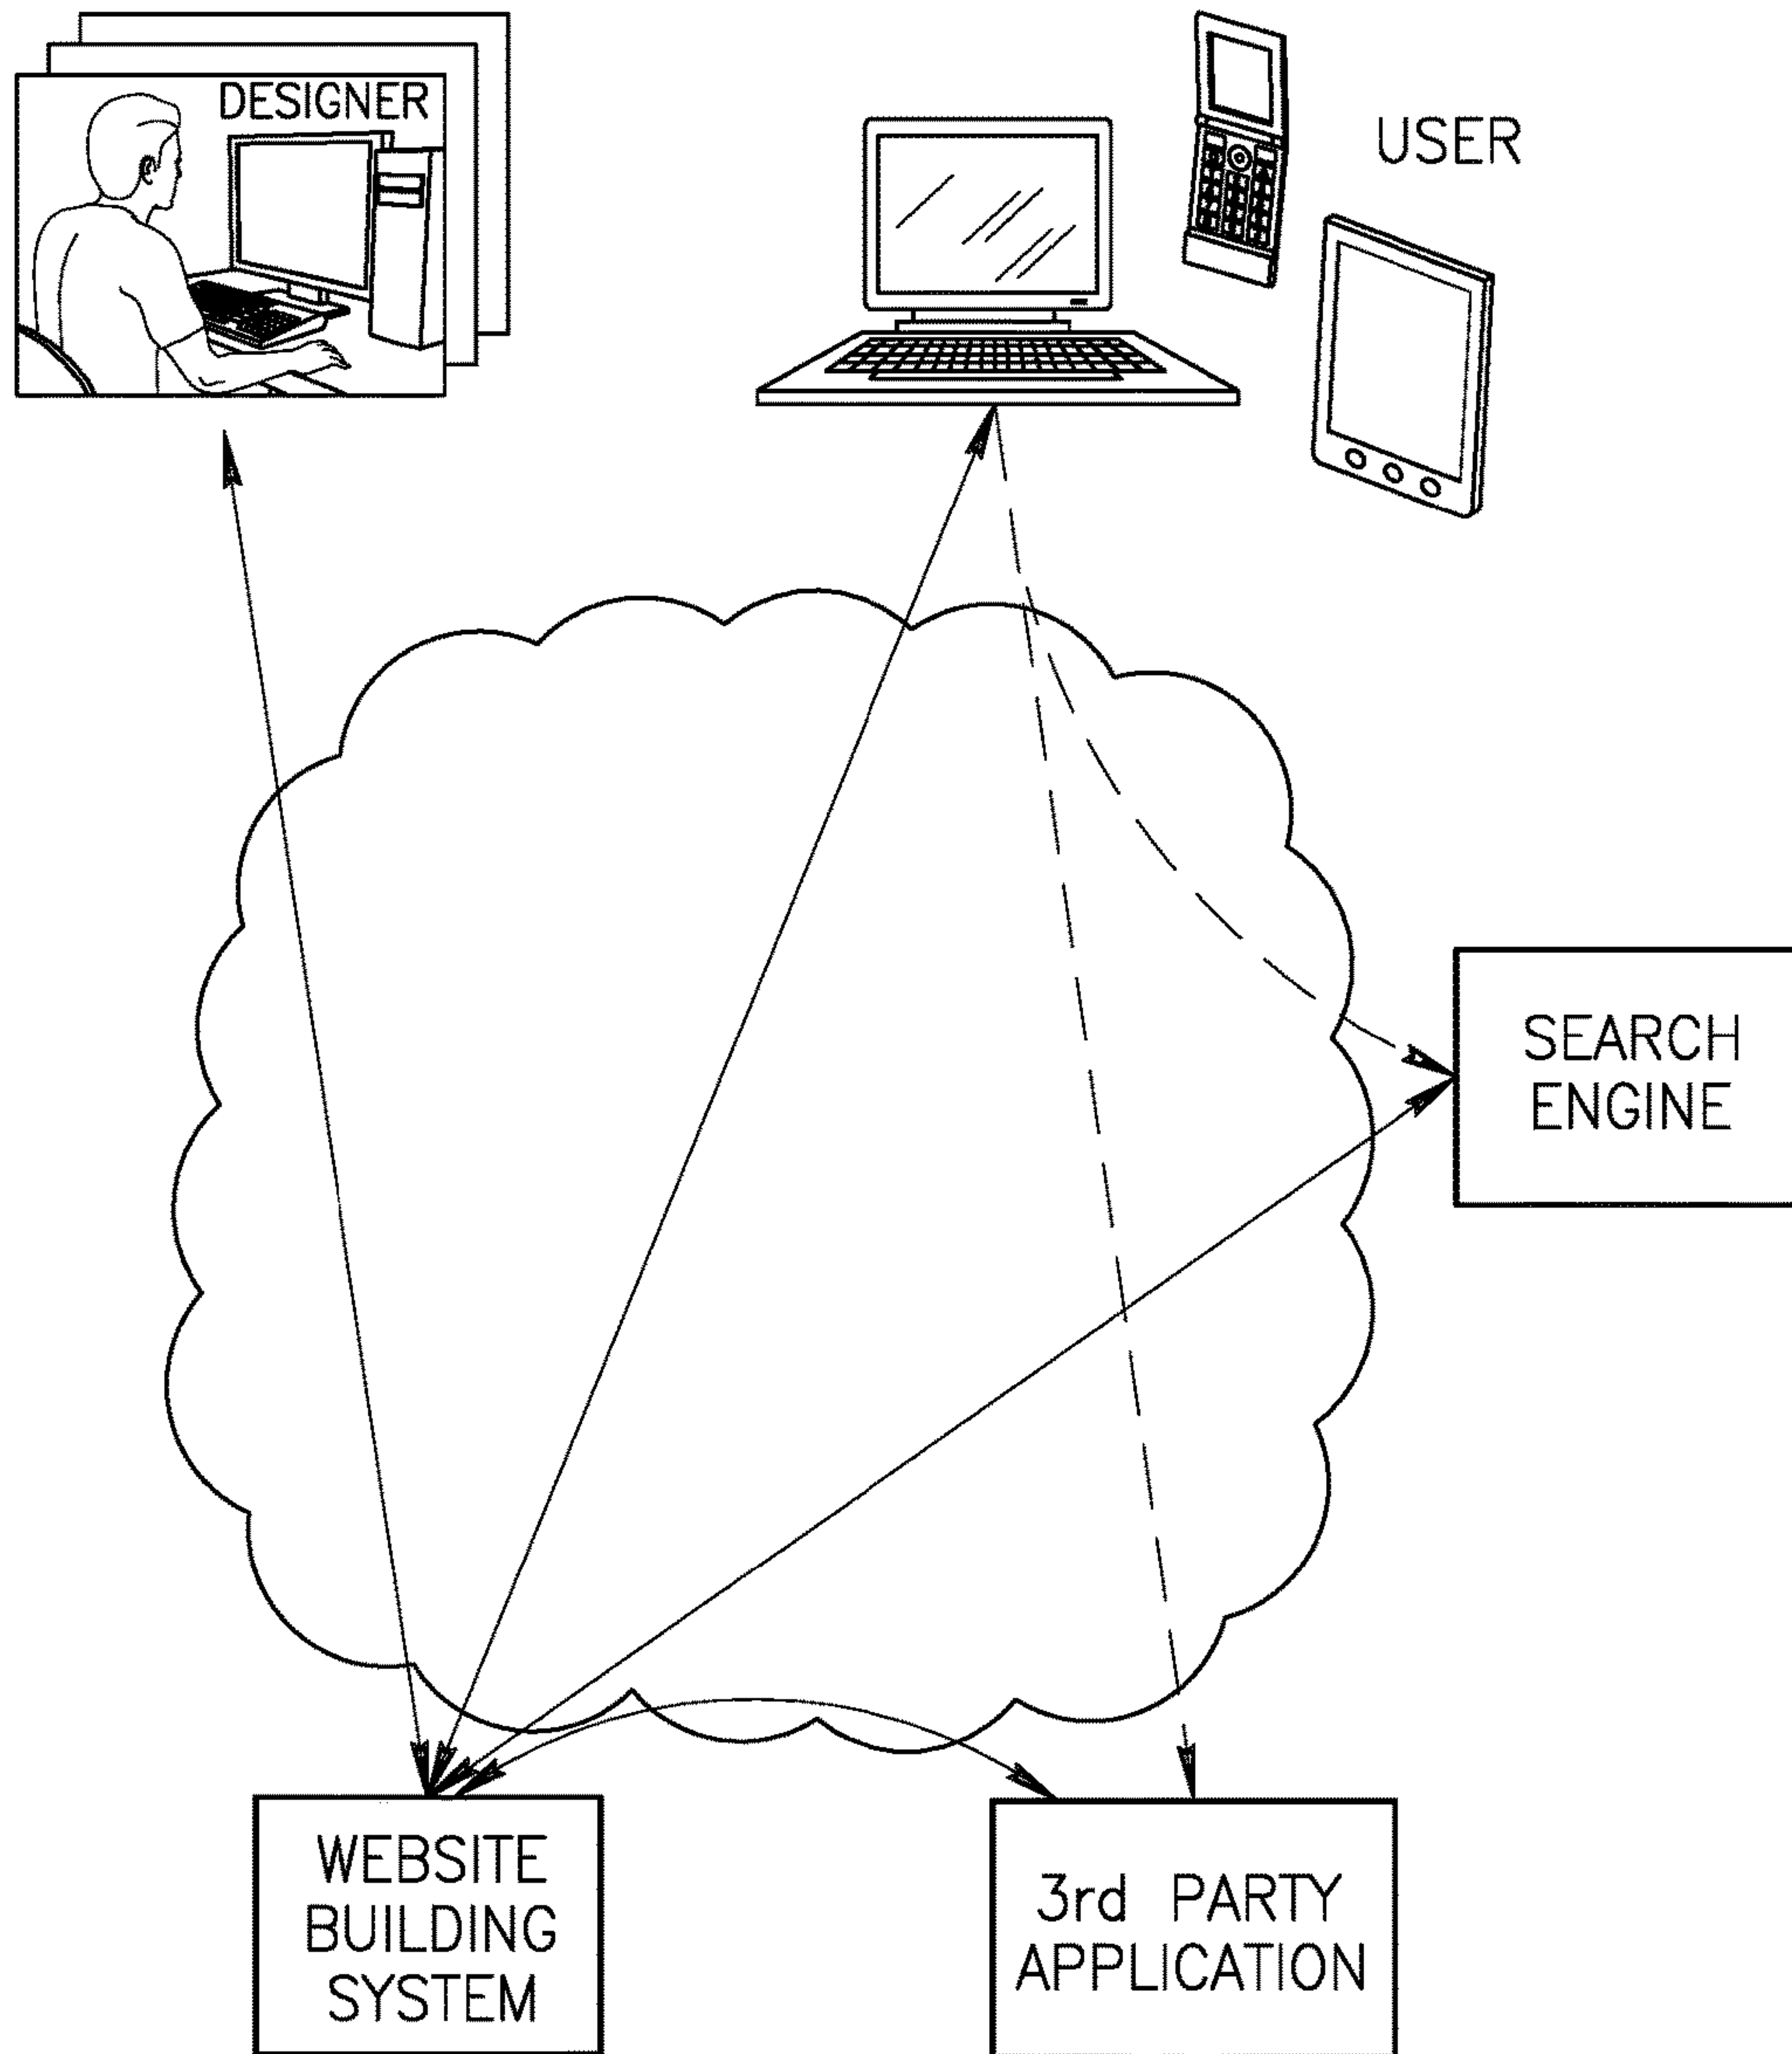 DESIGNER
USER
SEARCH
ENGINE
WEBSITE
BUILDING
SYSTEM
3rd PARTY
APPLICATION